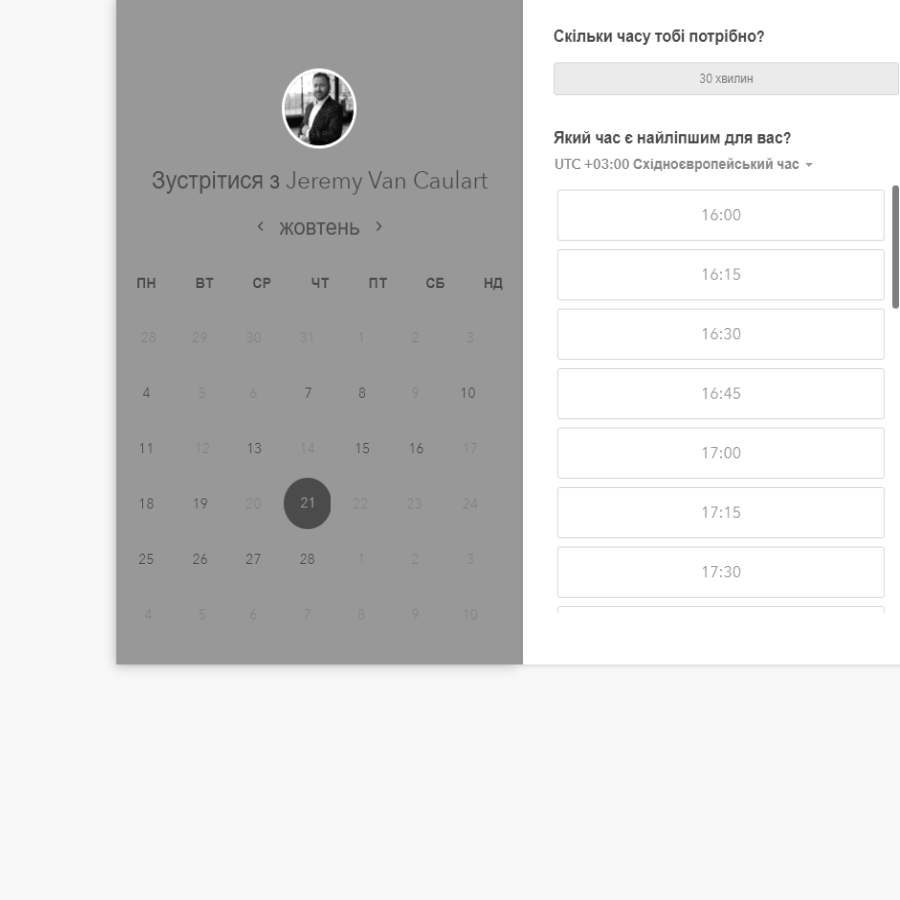 Зустрітися з Jeremy Van Caulart
жовтень
ПН ВТ СР ЧТ ПТ СБ НД
28 29 30 31 1 2 3
4 5 6 7 8 9 10
11 12 13 14 15 16 17
18 19 20 21 22 23 24
25 26 27 28 1 2 3
4 5 6 7 8 9 10
Скільки часу тобі потрібно?
30 хвилин
Який час є найліпшим для вас?
UTC +03:00 Східноєвропейський час
16:00
16:15
16:30
16:45
17:00
17:15
17:30